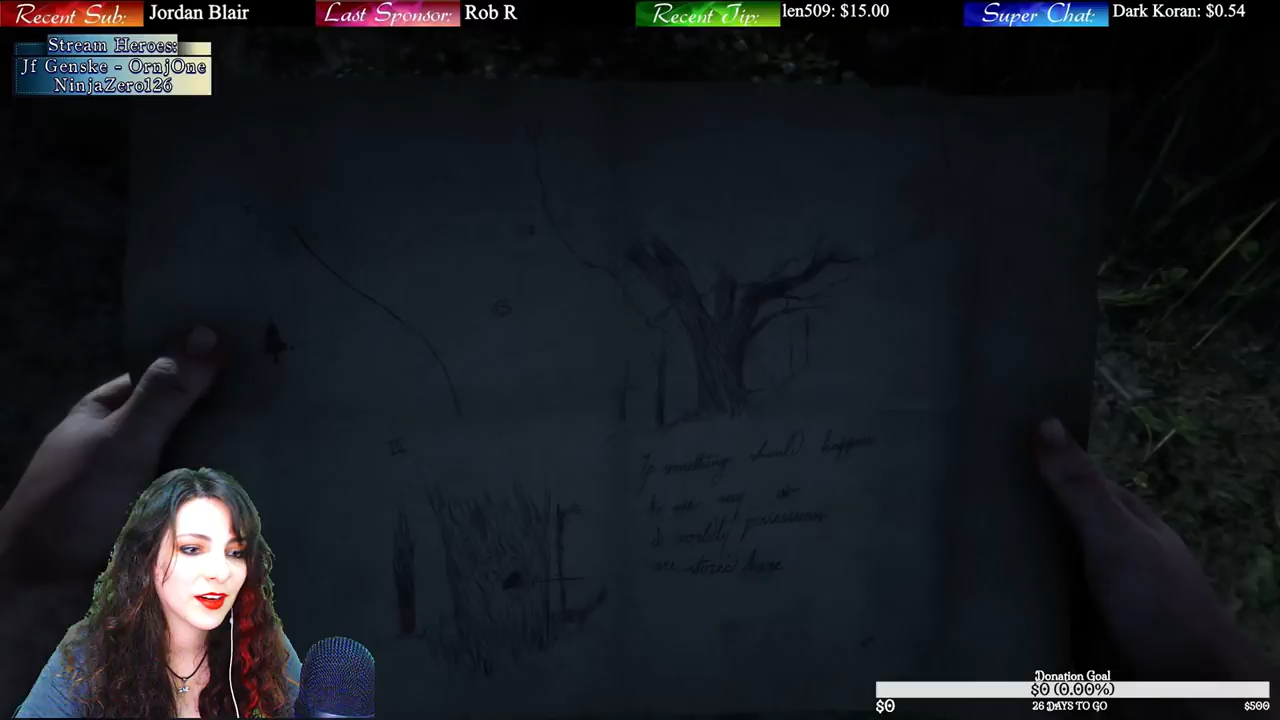 Recent Sub: Jordan Blair
Last Sponsor: Rob R
Recent Tip: len509: $15.00
Super Chat: Dark Koran: $0.54
Stream Heroes:
Jf Genske - OrnjOne
NinjaZero126
If something should happen
to me my
worldly possessions
are stored here
Donation Goal
$0 (0.00%)
$0 26 DAYS TO GO $500